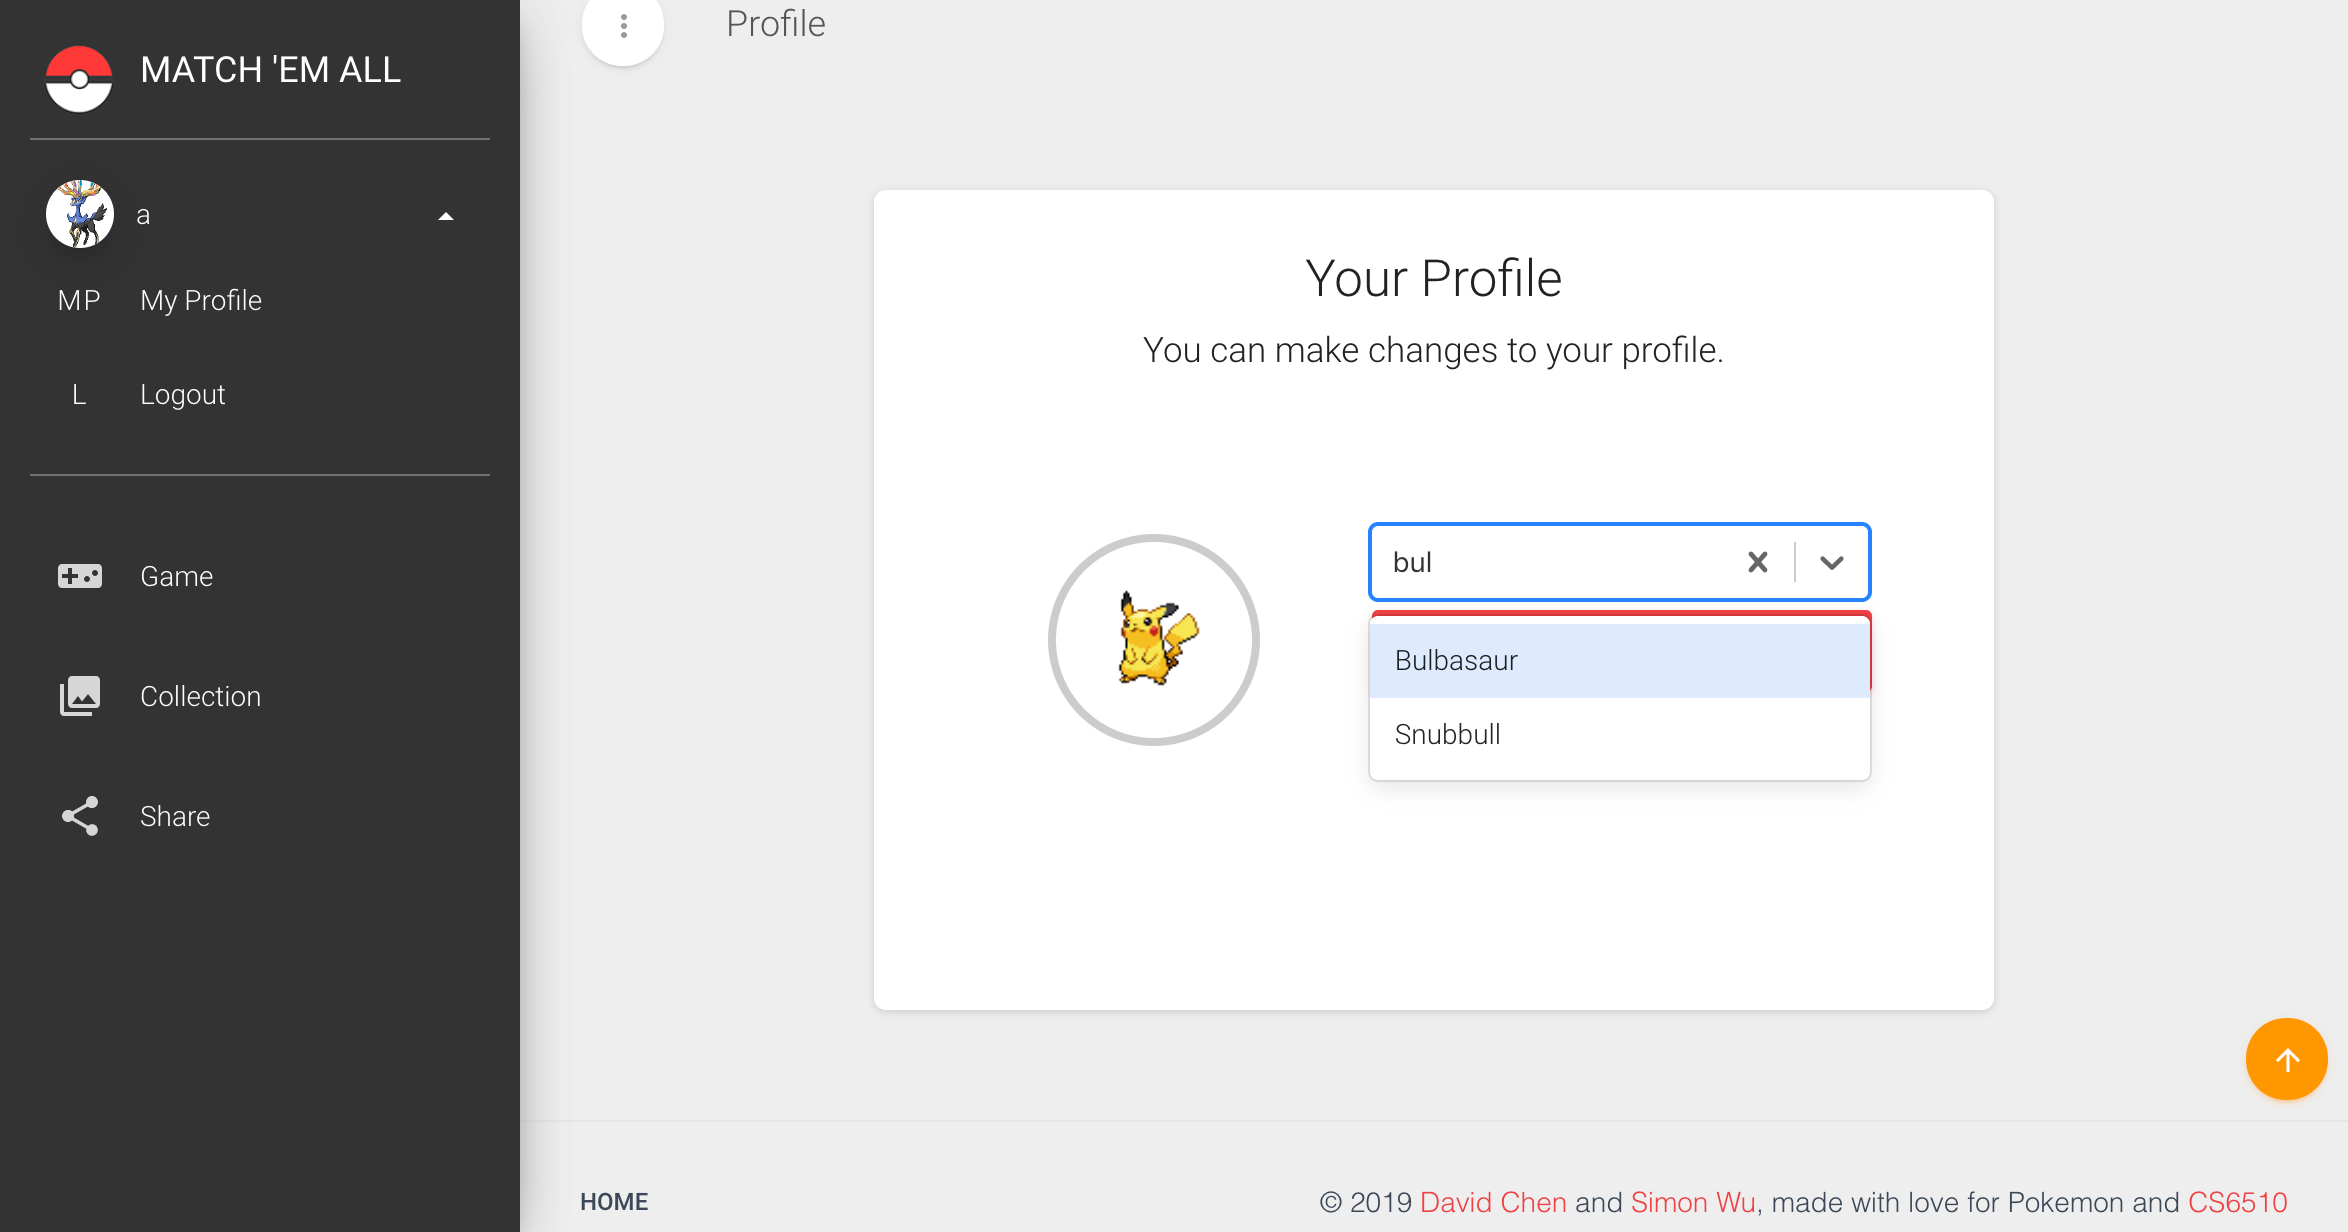 MATCH 'EM ALL
a
MP My Profile
L Logout
Game
Collection
Share
Profile
Your Profile
You can make changes to your profile.
bul
Bulbasaur
Snubbull
HOME
© 2019 David Chen and Simon Wu, made with love for Pokemon and CS6510